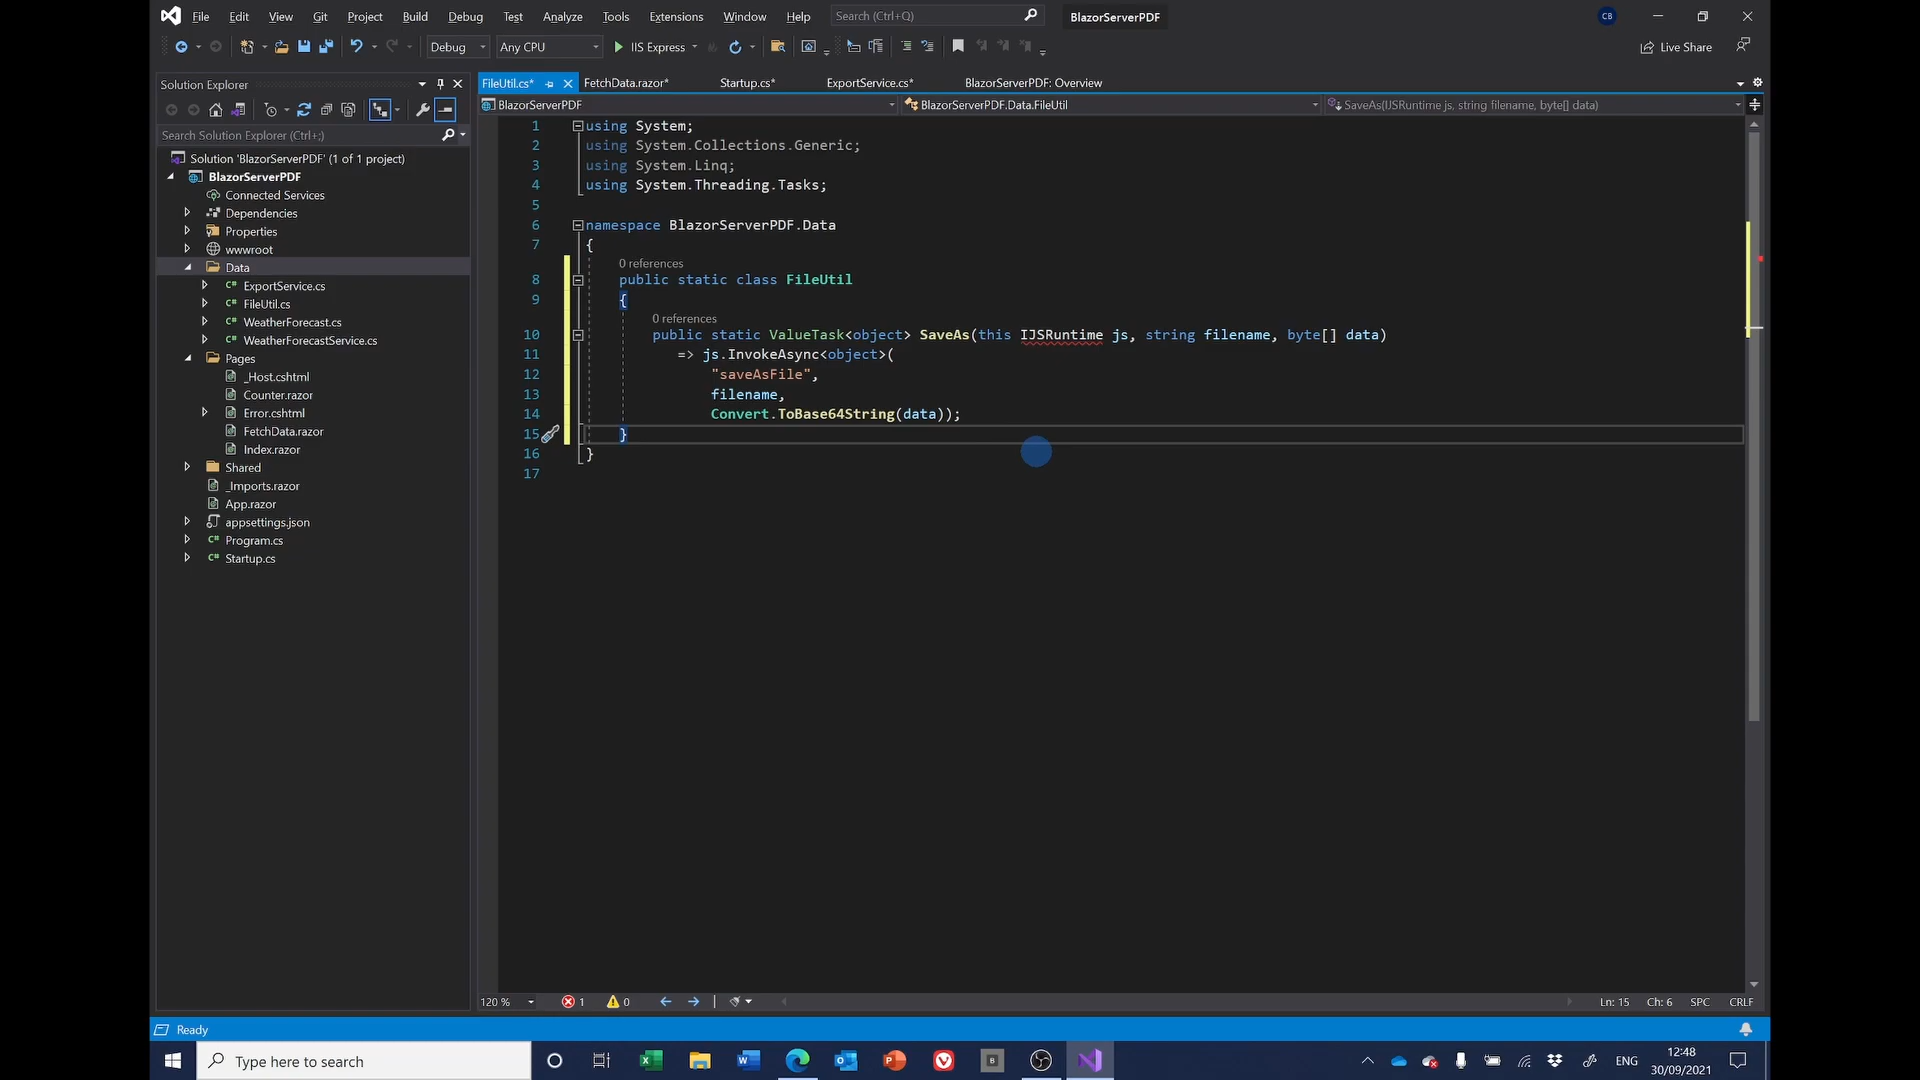 File Edit View Git Project Build Debug Test Analyze Tools Extensions Window Help Search (Ctrl+Q) BlazorServerPDF CB
Debug Any CPU IIS Express Live Share
Solution Explorer
Search Solution Explorer (Ctrl+;)
Solution 'BlazorServerPDF' (1 of 1 project)
BlazorServerPDF
Connected Services
Dependencies
Properties
wwwroot
Data
ExportService.cs
FileUtil.cs
WeatherForecast.cs
WeatherForecastService.cs
Pages
_Host.cshtml
Counter.razor
Error.cshtml
FetchData.razor
Index.razor
Shared
_Imports.razor
App.razor
appsettings.json
Program.cs
Startup.cs
FileUtil.cs* FetchData.razor* Startup.cs* ExportService.cs* BlazorServerPDF: Overview
BlazorServerPDF BlazorServerPDF.Data.FileUtil SaveAs(IJSRuntime js, string filename, byte[] data)
1 using System;
2 using System.Collections.Generic;
3 using System.Linq;
4 using System.Threading.Tasks;
5
6 namespace BlazorServerPDF.Data
7 {
0 references
8 public static class FileUtil
9 {
0 references
10 public static ValueTask<object> SaveAs(this IJSRuntime js, string filename, byte[] data)
11 => js.InvokeAsync<object>(
12 "saveAsFile",
13 filename,
14 Convert.ToBase64String(data));
15 }
16 }
17
120 % 1 0 Ln: 15 Ch: 6 SPC CRLF
Ready
Type here to search ENG 12:48
30/09/2021